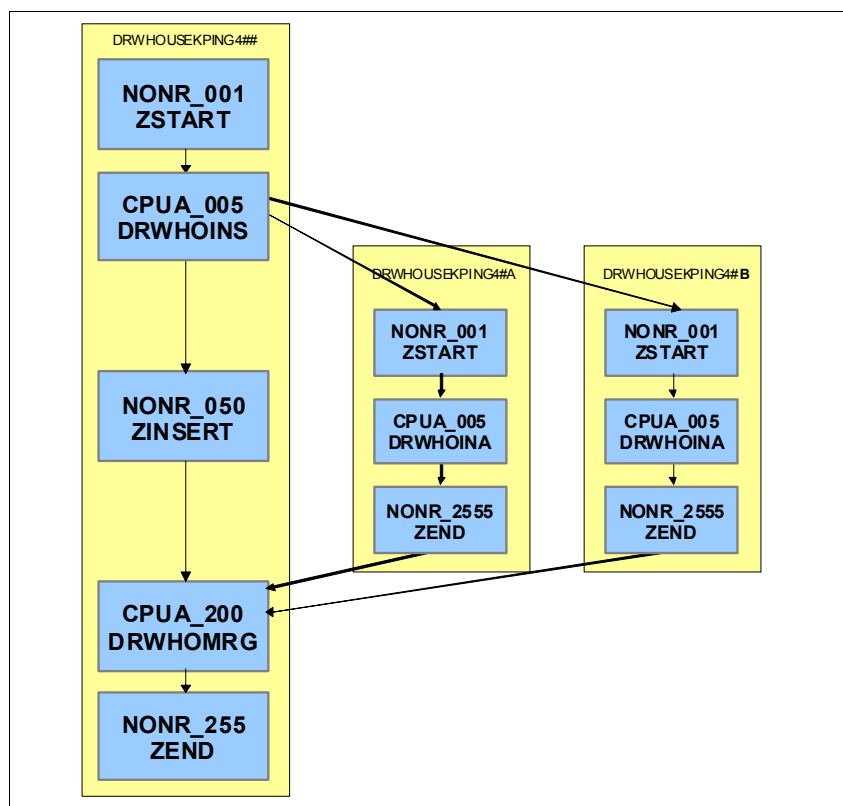 DRWHOUSEKPING4##
NONR_001
ZSTART
CPUA_005
DRWHOINS
NONR_050
ZINSERT
CPUA_200
DRWHOMRG
NONR_255
ZEND
DRWHOUSEKPING4#A
NONR_001
ZSTART
CPUA_005
DRWHOINA
NONR_2555
ZEND
DRWHOUSEKPING4#B
NONR_001
ZSTART
CPUA_005
DRWHOINA
NONR_2555
ZEND